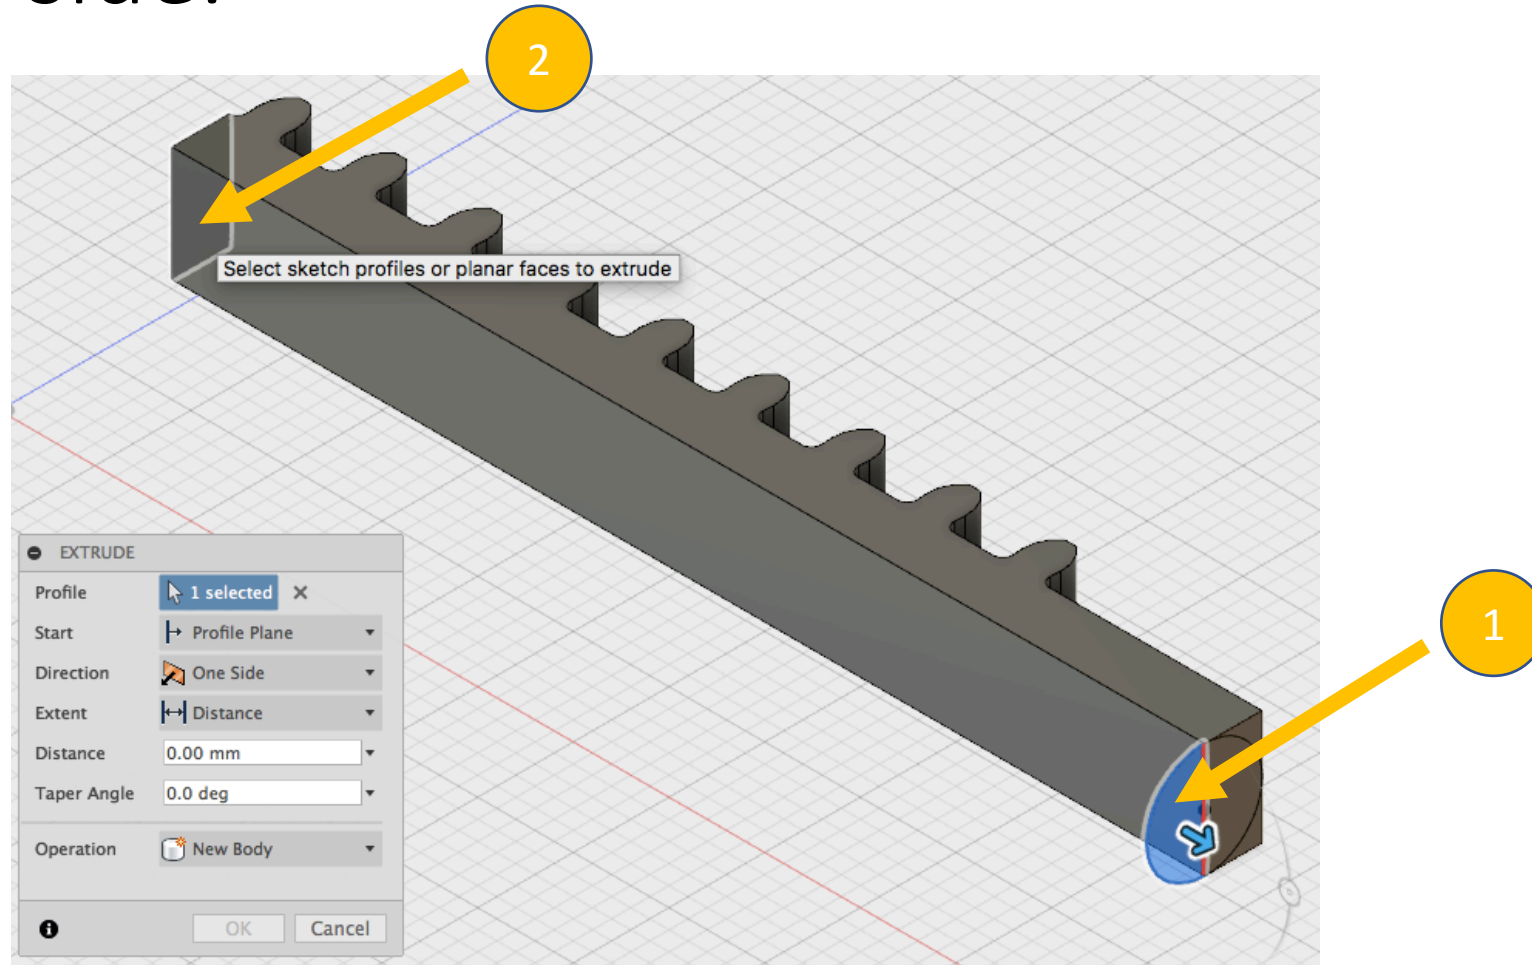 2
Select sketch profiles or planar faces to extrude
EXTRUDE
Profile 1 selected
Start Profile Plane
Direction One Side
Extent Distance
Distance 0.00 mm
Taper Angle 0.0 deg
Operation New Body
OK Cancel
1